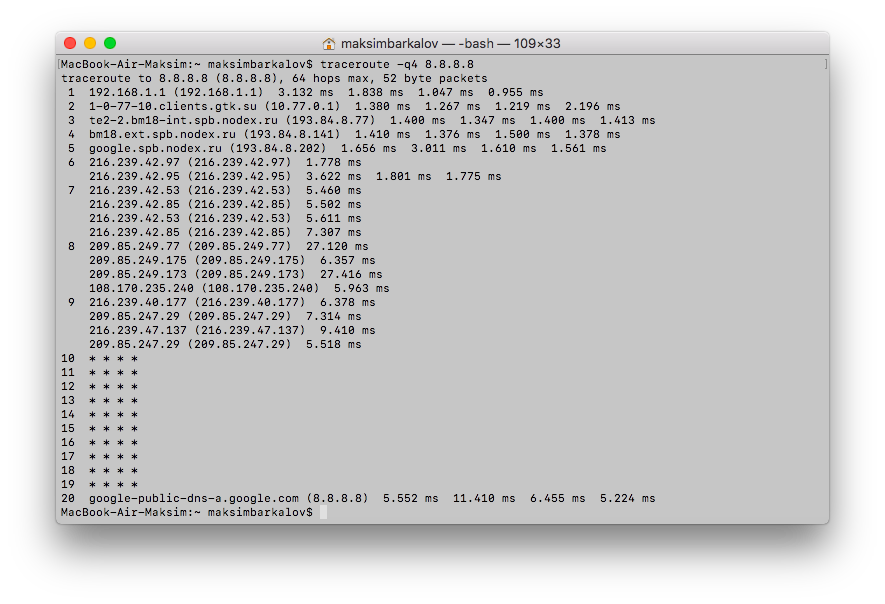 maksimbarkalov — -bash — 109×33
[MacBook-Air-Maksim:~ maksimbarkalov$ traceroute -q4 8.8.8.8 ]
traceroute to 8.8.8.8 (8.8.8.8), 64 hops max, 52 byte packets
 1  192.168.1.1 (192.168.1.1)  3.132 ms  1.838 ms  1.047 ms  0.955 ms
 2  1-0-77-10.clients.gtk.su (10.77.0.1)  1.380 ms  1.267 ms  1.219 ms  2.196 ms
 3  te2-2.bm18-int.spb.nodex.ru (193.84.8.77)  1.400 ms  1.347 ms  1.400 ms  1.413 ms
 4  bm18.ext.spb.nodex.ru (193.84.8.141)  1.410 ms  1.376 ms  1.500 ms  1.378 ms
 5  google.spb.nodex.ru (193.84.8.202)  1.656 ms  3.011 ms  1.610 ms  1.561 ms
 6  216.239.42.97 (216.239.42.97)  1.778 ms
    216.239.42.95 (216.239.42.95)  3.622 ms  1.801 ms  1.775 ms
 7  216.239.42.53 (216.239.42.53)  5.460 ms
    216.239.42.85 (216.239.42.85)  5.502 ms
    216.239.42.53 (216.239.42.53)  5.611 ms
    216.239.42.85 (216.239.42.85)  7.307 ms
 8  209.85.249.77 (209.85.249.77)  27.120 ms
    209.85.249.175 (209.85.249.175)  6.357 ms
    209.85.249.173 (209.85.249.173)  27.416 ms
    108.170.235.240 (108.170.235.240)  5.963 ms
 9  216.239.40.177 (216.239.40.177)  6.378 ms
    209.85.247.29 (209.85.247.29)  7.314 ms
    216.239.47.137 (216.239.47.137)  9.410 ms
    209.85.247.29 (209.85.247.29)  5.518 ms
10  * * * *
11  * * * *
12  * * * *
13  * * * *
14  * * * *
15  * * * *
16  * * * *
17  * * * *
18  * * * *
19  * * * *
20  google-public-dns-a.google.com (8.8.8.8)  5.552 ms  11.410 ms  6.455 ms  5.224 ms
MacBook-Air-Maksim:~ maksimbarkalov$